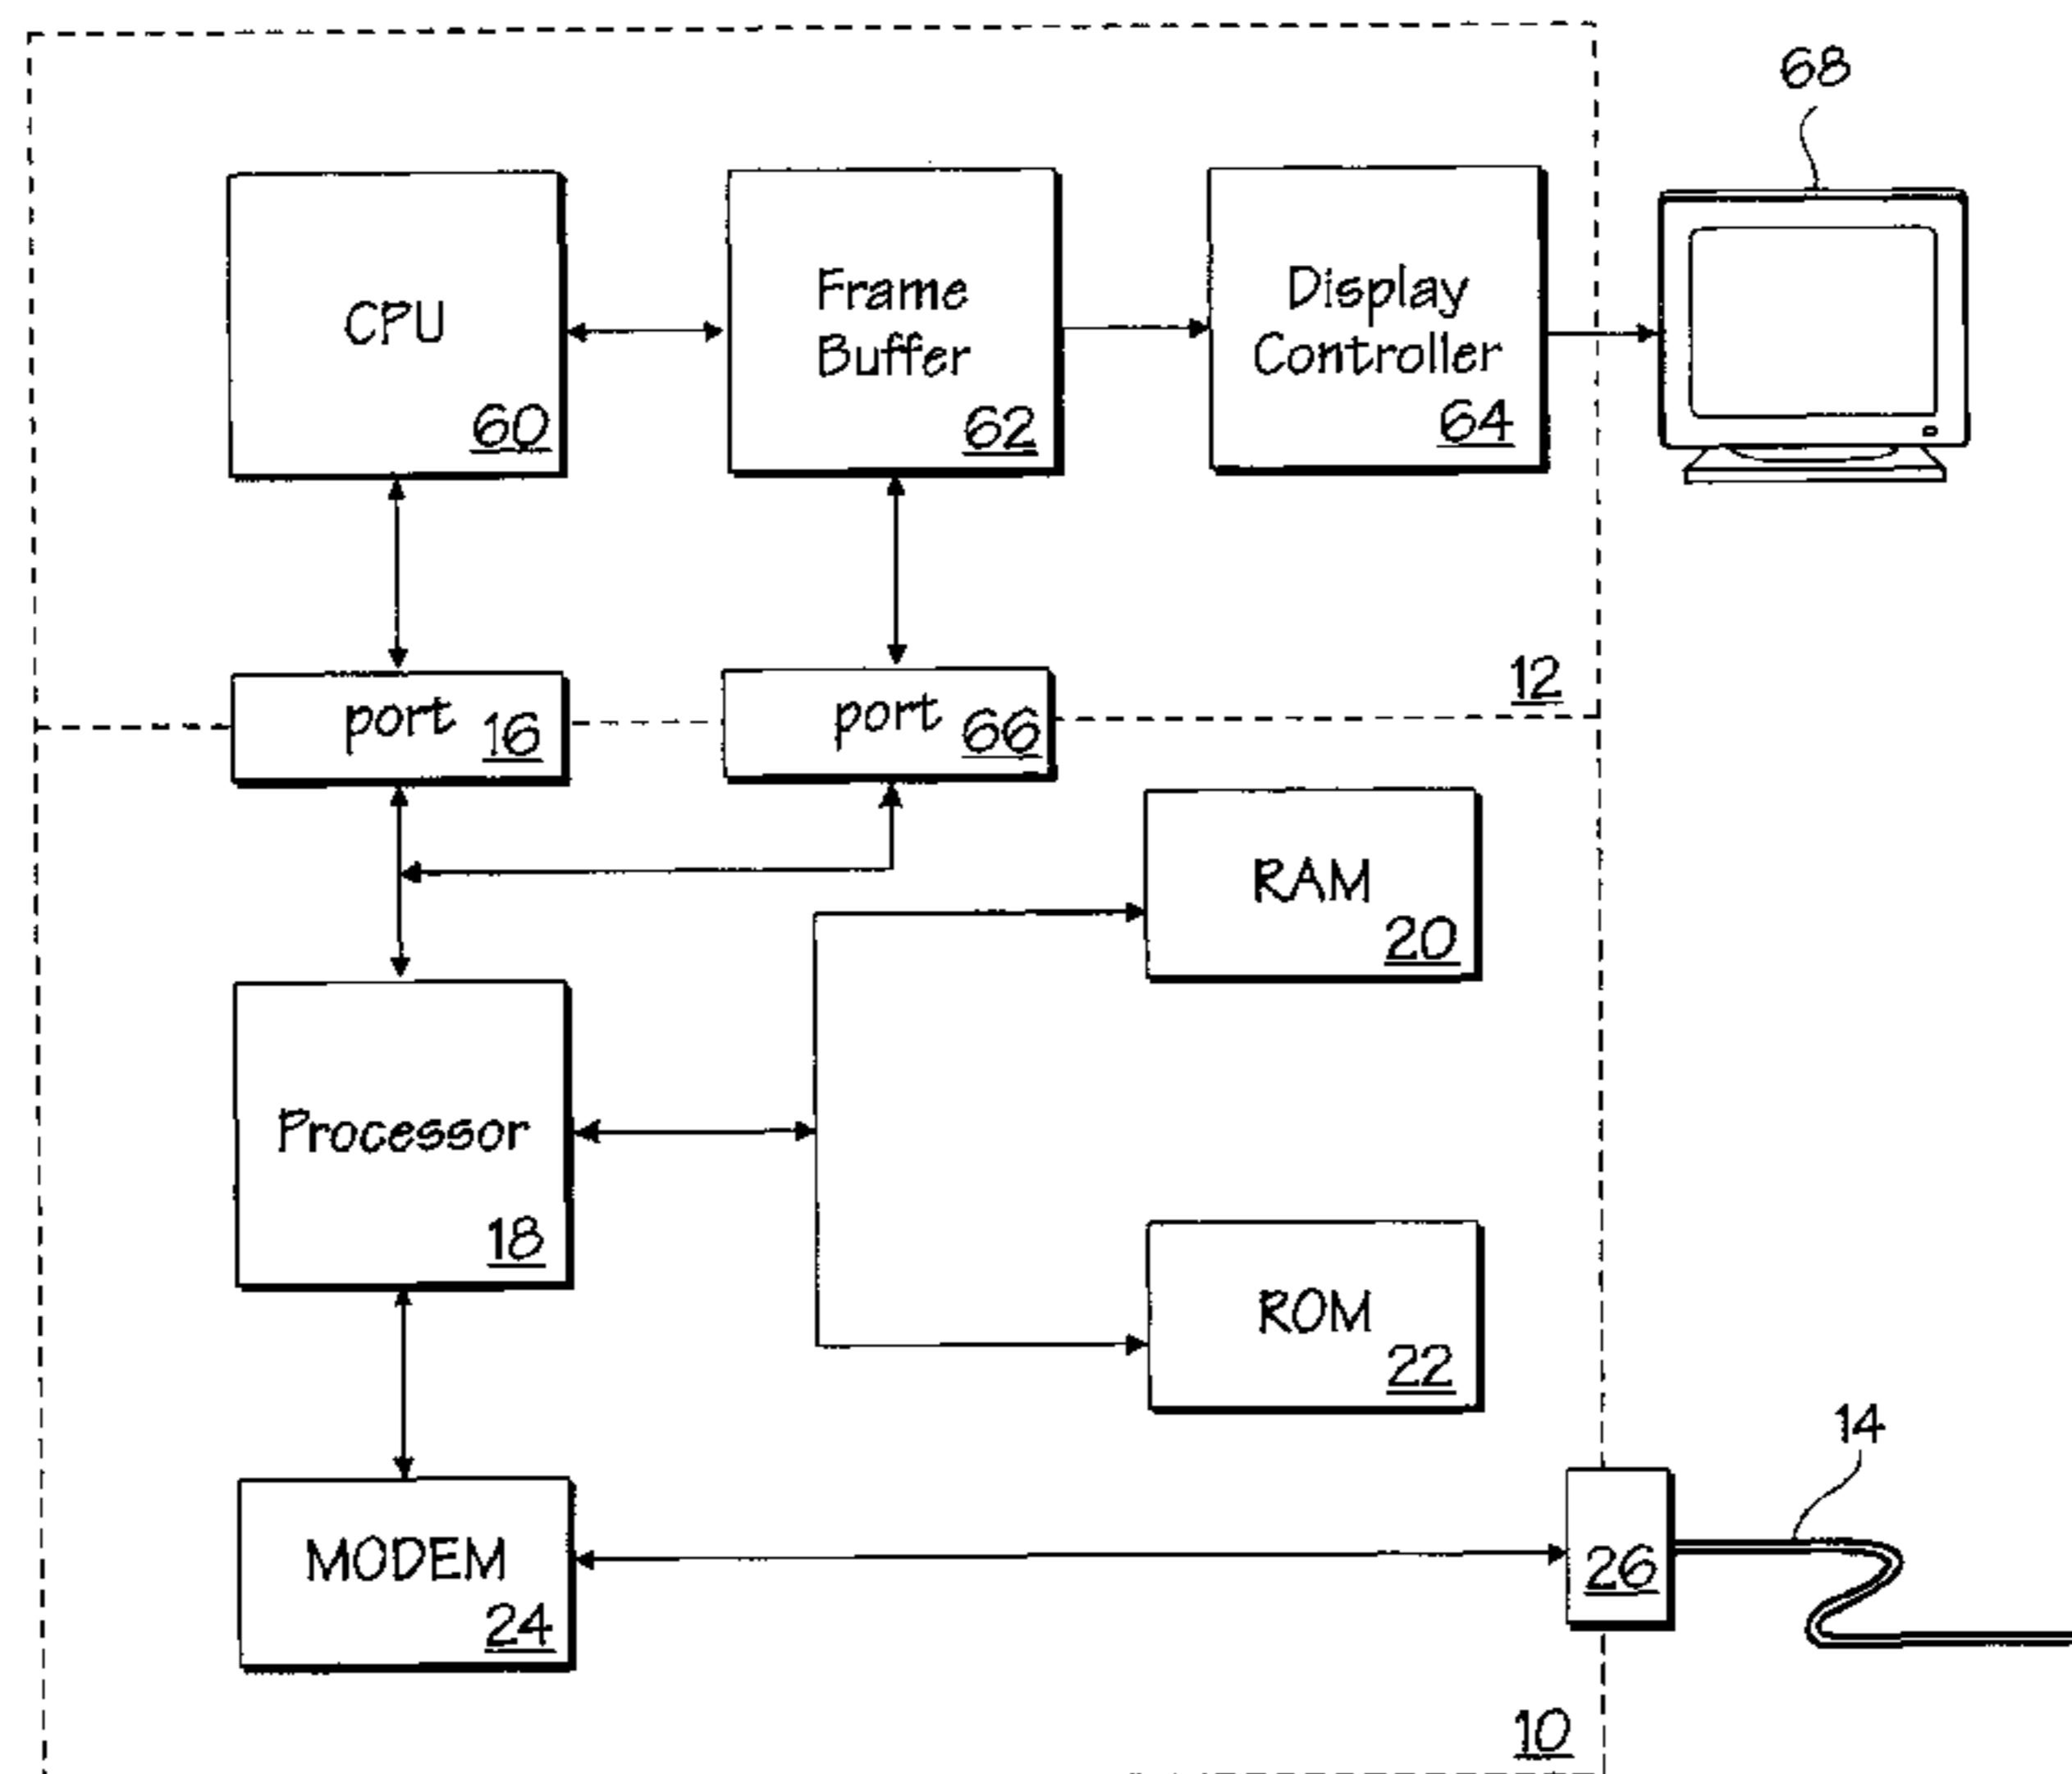 68
CPU
60
Frame
Buffer
62
Display
Controller
64
12
port 16
port 66
RAM
20
Processor
18
ROM
22
14
MODEM
24
26
10